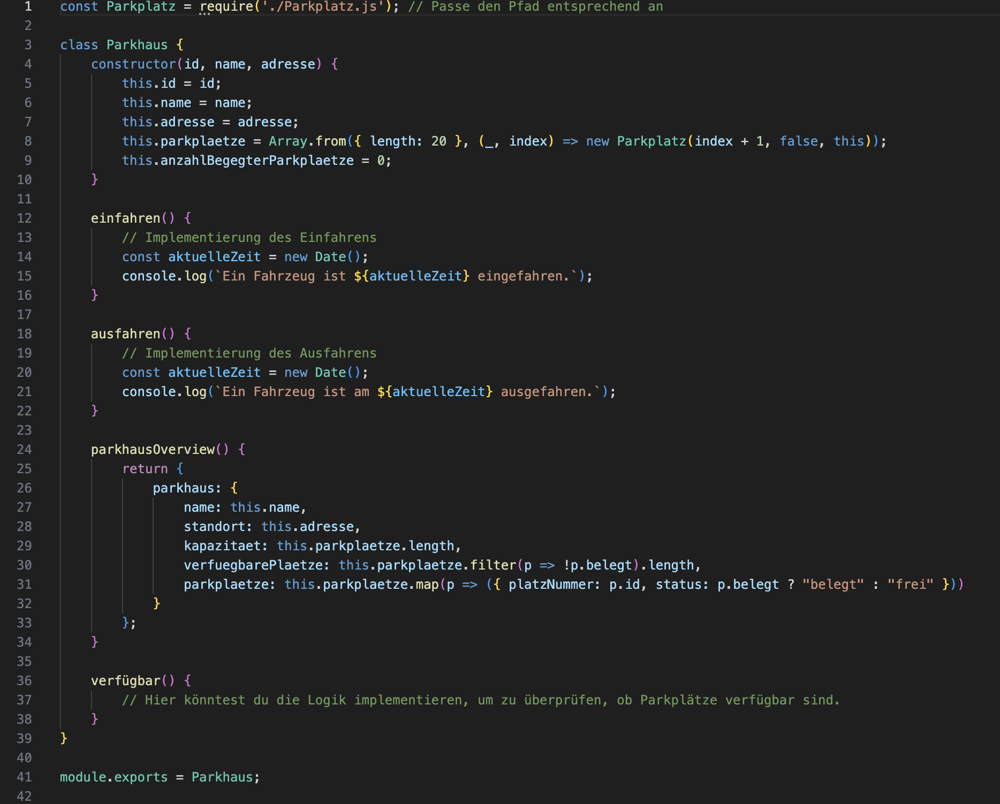 1 const Parkplatz = require('./Parkplatz.js'); // Passe den Pfad entsprechend an
2
3 class Parkhaus {
4     constructor(id, name, adresse) {
5         this.id = id;
6         this.name = name;
7         this.adresse = adresse;
8         this.parkplaetze = Array.from({ length: 20 }, (_, index) => new Parkplatz(index + 1, false, this));
9         this.anzahlBegegterParkplaetze = 0;
10     }
11
12     einfahren() {
13         // Implementierung des Einfahrens
14         const aktuelleZeit = new Date();
15         console.log(`Ein Fahrzeug ist ${aktuelleZeit} eingefahren.`);
16     }
17
18     ausfahren() {
19         // Implementierung des Ausfahrens
20         const aktuelleZeit = new Date();
21         console.log(`Ein Fahrzeug ist am ${aktuelleZeit} ausgefahren.`);
22     }
23
24     parkhausOverview() {
25         return {
26             parkhaus: {
27                 name: this.name,
28                 standort: this.adresse,
29                 kapazitaet: this.parkplaetze.length,
30                 verfuegbarePlaetze: this.parkplaetze.filter(p => !p.belegt).length,
31                 parkplaetze: this.parkplaetze.map(p => ({ platzNummer: p.id, status: p.belegt ? "belegt" : "frei" }))
32             }
33         };
34     }
35
36     verfügbar() {
37         // Hier könntest du die Logik implementieren, um zu überprüfen, ob Parkplätze verfügbar sind.
38     }
39 }
40
41 module.exports = Parkhaus;
42